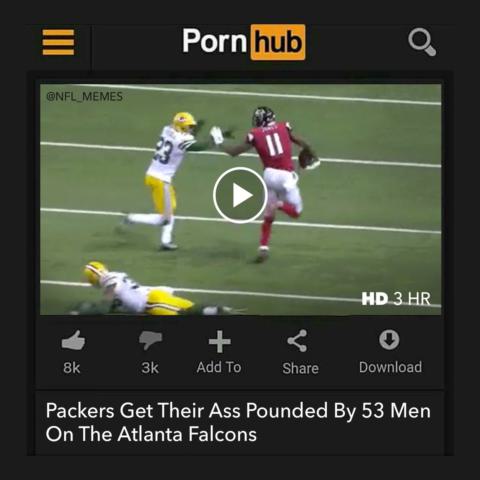 Porn hub
@NFL_MEMES
JONES
23
11
HD 3 HR
8k
3k
Add To
Share
Download
Packers Get Their Ass Pounded By 53 Men
On The Atlanta Falcons